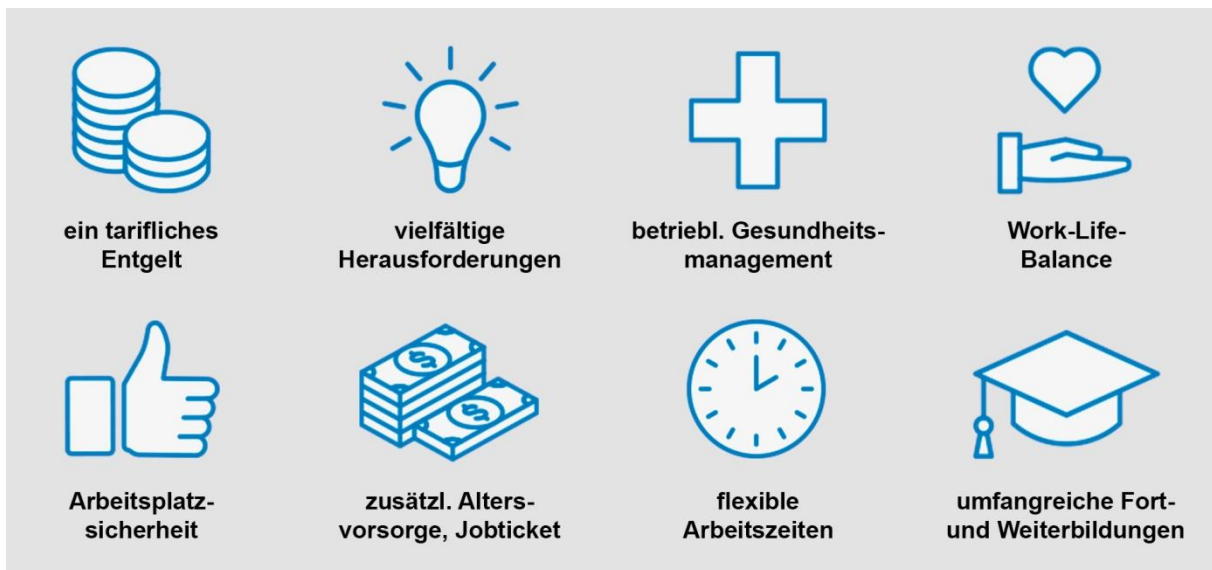 ein tarifliches
Entgelt
vielfältige
Herausforderungen
betriebl. Gesundheits-
management
Work-Life-
Balance
Arbeitsplatz-
sicherheit
zusätzl. Alters-
vorsorge, Jobticket
flexible
Arbeitszeiten
umfangreiche Fort-
und Weiterbildungen